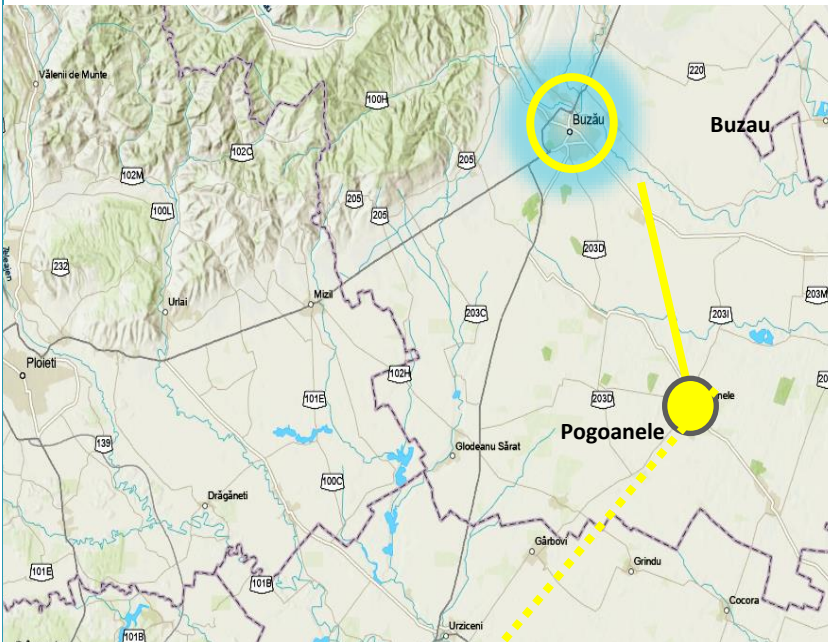 Vălenii de Munte
220
100H
Buzău
Buzau
102C
205
102M
205
100L
205
203D
Teleajen
232
203M
Mizil
Urlai
203C
203I
Ploieti
102H
203D
nele
101E
Pogoanele
139
Glodeanu Sărat
100C
Drăgăneti
Gârbovi
Grindu
101E
101B
Cocora
Urziceni
101B